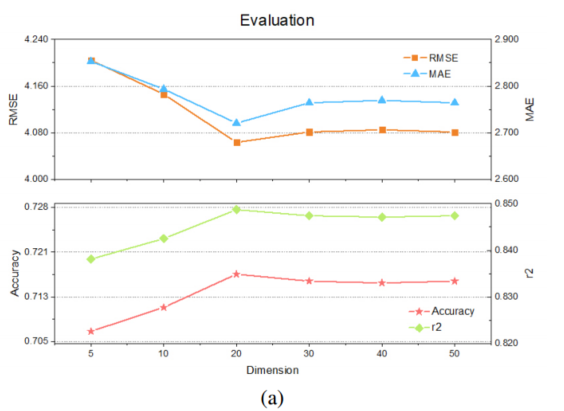 Evaluation
4.240
4.160
4.080
4.000
RMSE
2.900
2.800
2.700
2.600
MAE
RMSE
MAE
0.728
0.721
0.713
0.705
Accuracy
0.850
0.840
0.830
0.820
r2
Accuracy
r2
5 10 20 30 40 50
Dimension
(a)